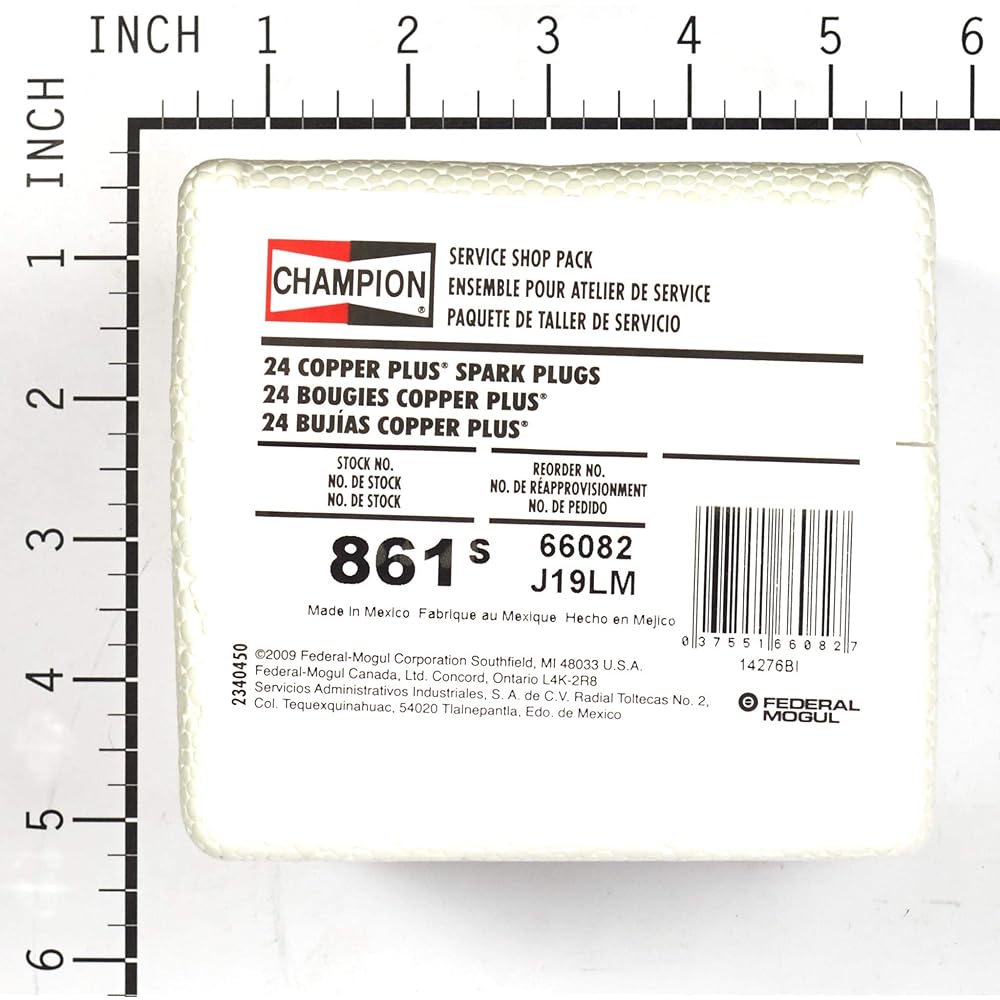 INCH 1 2 3 4 5 6
INCH
1
2
3
4
5
6
CHAMPION®
SERVICE SHOP PACK
ENSEMBLE POUR ATELIER DE SERVICE
PAQUETE DE TALLER DE SERVICIO
24 COPPER PLUS® SPARK PLUGS
24 BOUGIES COPPER PLUS®
24 BUJÍAS COPPER PLUS®
STOCK NO.
NO. DE STOCK
NO. DE STOCK
REORDER NO.
NO. DE RÉAPPROVISIONMENT
NO. DE PEDIDO
861 S
66082
J19LM
Made In Mexico Fabrique au Mexique Hecho en Mejico
0 37551 66082 7
14276BI
2340450
©2009 Federal-Mogul Corporation Southfield, MI 48033 U.S.A.
Federal-Mogul Canada, Ltd. Concord, Ontario L4K-2R8
Servicios Administrativos Industriales, S. A. de C.V. Radial Toltecas No. 2,
Col. Tequexquinahuac, 54020 Tlalnepantla, Edo. de Mexico
FEDERAL
MOGUL